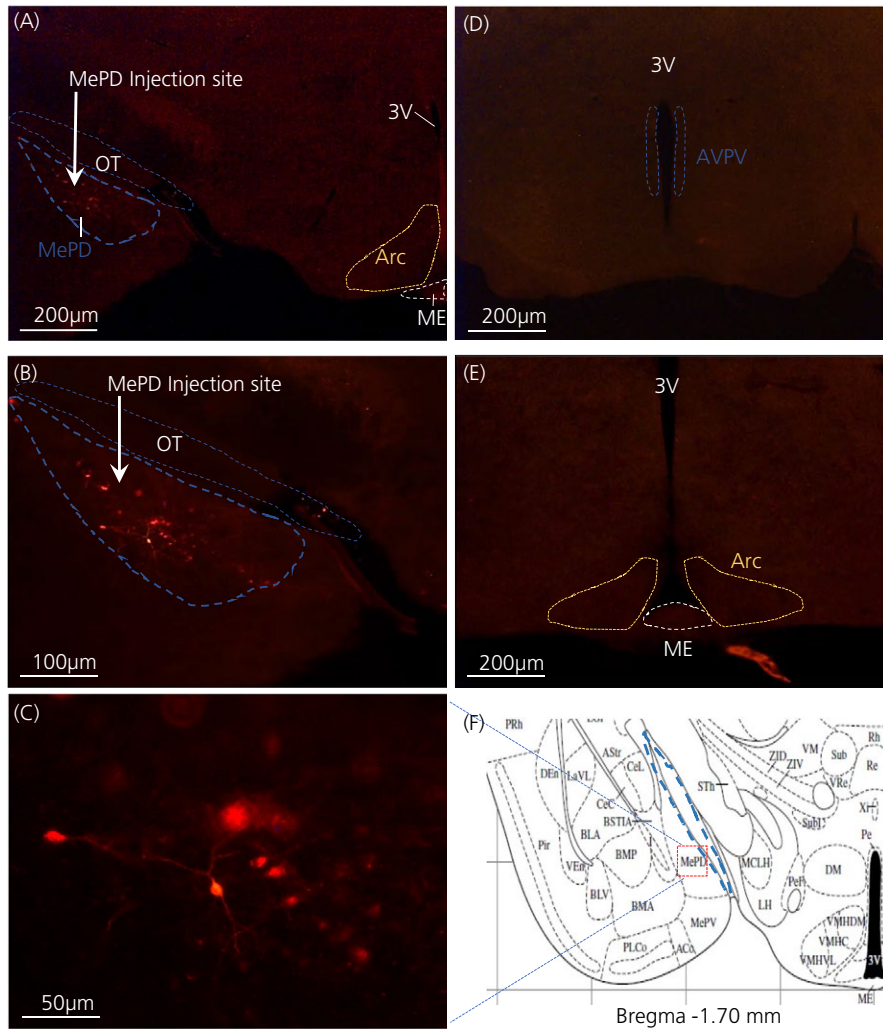 (A)
MePD Injection site
3V
OT
MePD
Arc
ME
200µm
(D)
3V
AVPV
200µm
(B)
MePD Injection site
OT
100µm
(E)
3V
Arc
ME
200µm
(C)
50µm
(F)
PRh
AStr
CeL
DEn
LaVL
CeC
BSTIA
BLA
Pir
VEn
BMP
MePD
BLV
BMA
MePV
PLCo
ACo
STh
ZID
ZIV
VM
Sub
Rh
Re
VRe
SubI
Xi
Pe
MCLH
PeF
DM
LH
VMHDM
VMHC
VMHVL
3V
ME
Bregma -1.70 mm